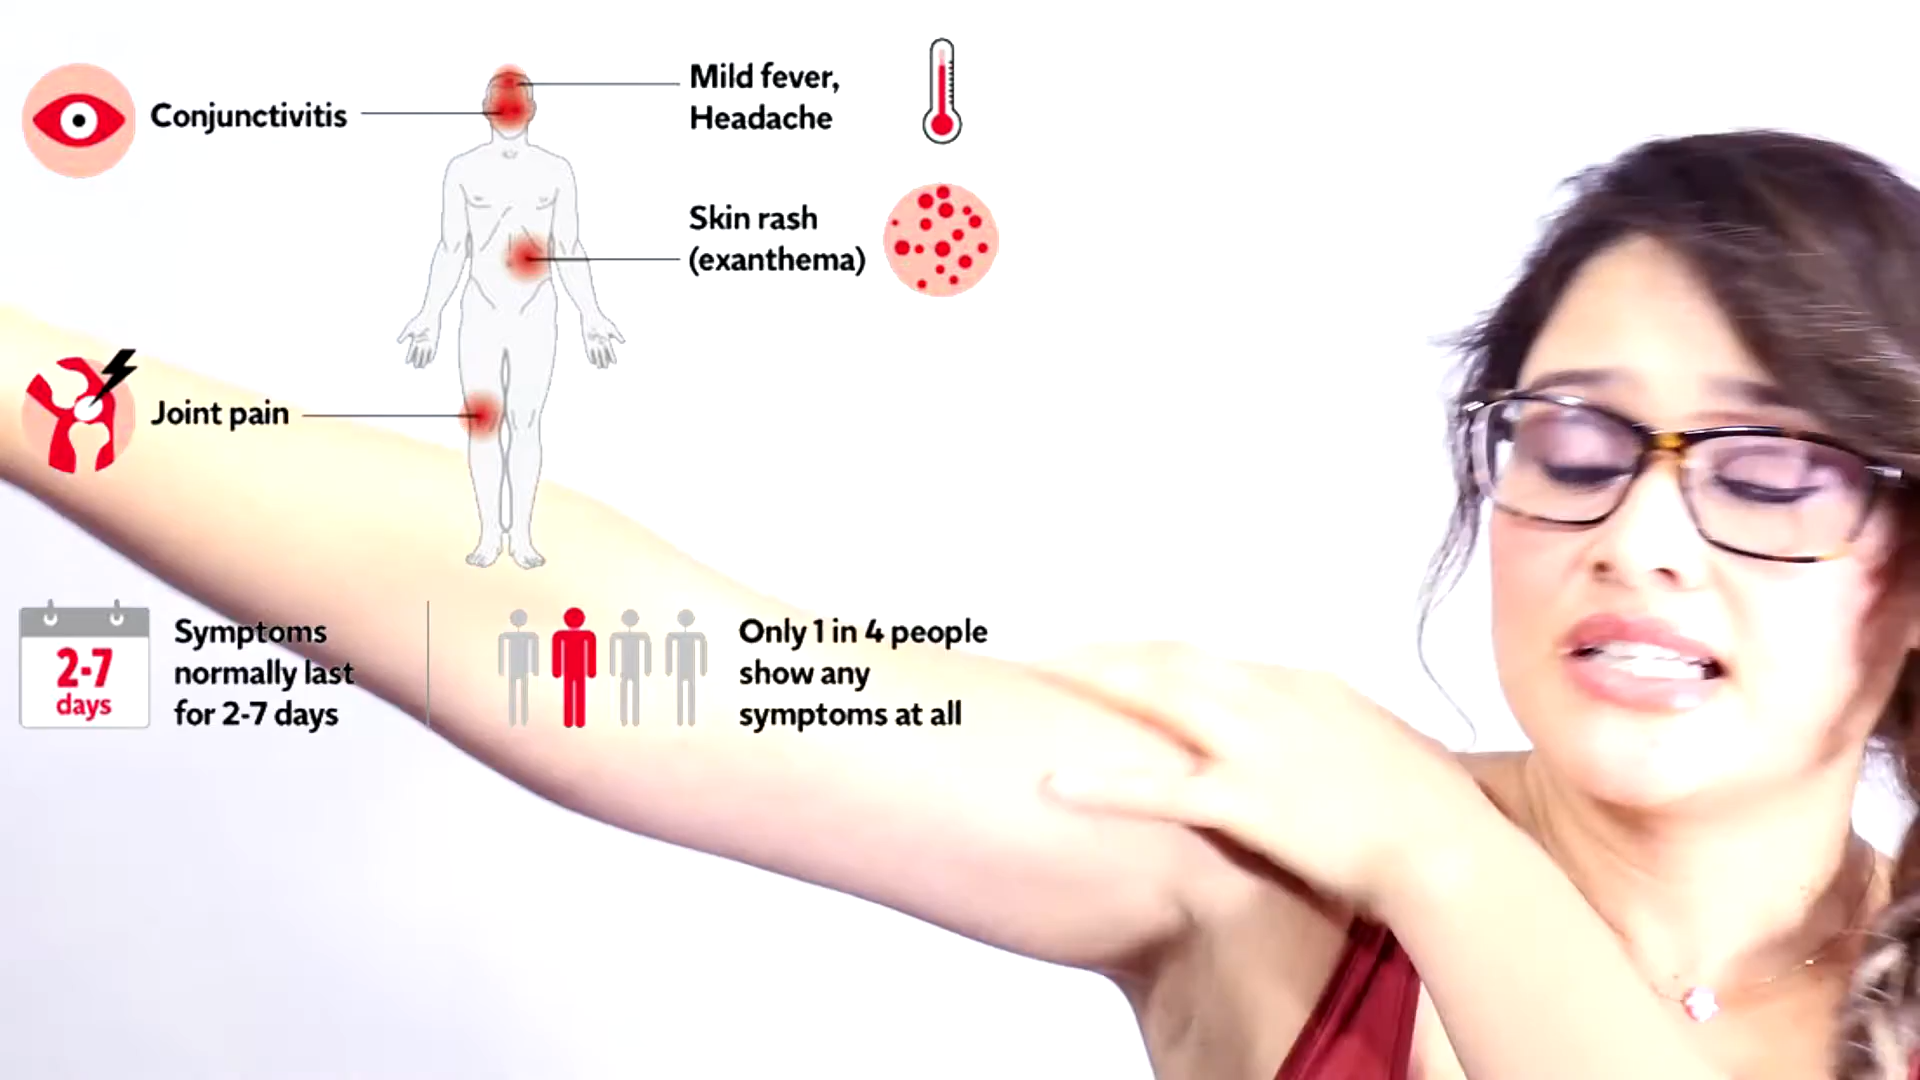 Conjunctivitis
Mild fever,
Headache
Skin rash
(exanthema)
Joint pain
2-7
days
Symptoms
normally last
for 2-7 days
Only 1 in 4 people
show any
symptoms at all